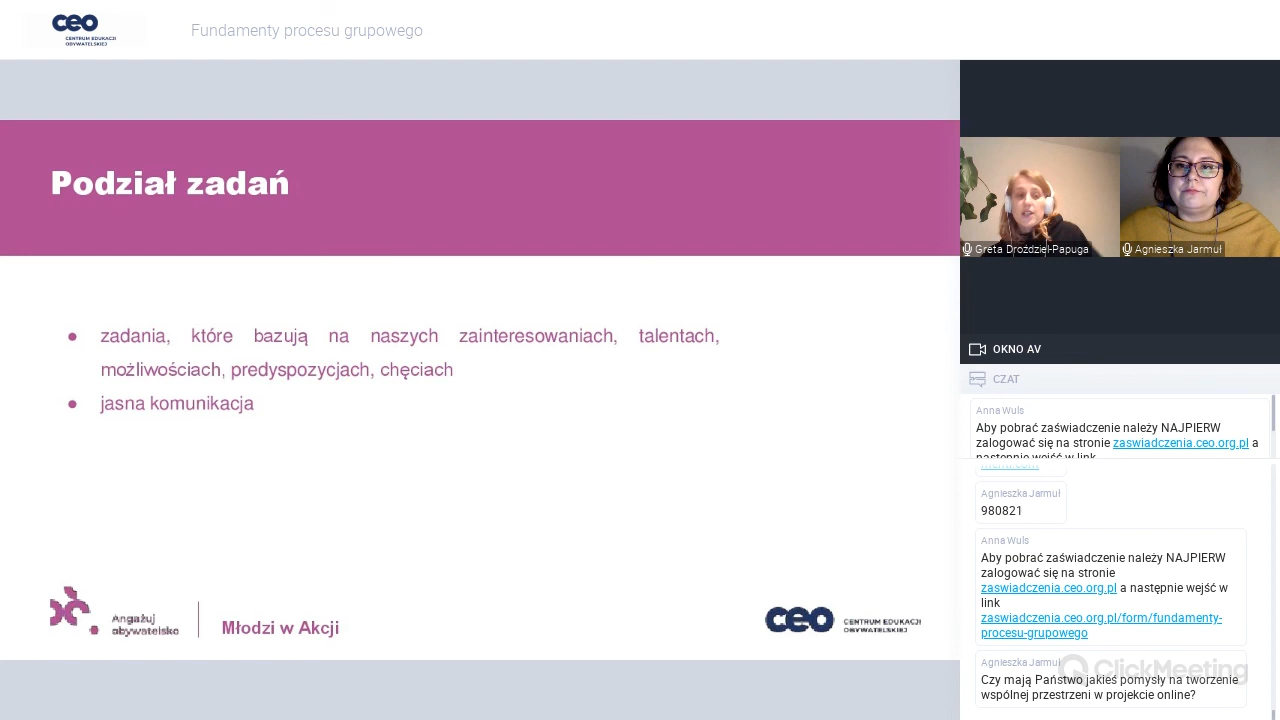 ceo
CENTRUM EDUKACJI
OBYWATELSKIEJ
Fundamenty procesu grupowego
Podział zadań
zadania, które bazują na naszych zainteresowaniach, talentach,
możliwościach, predyspozycjach, chęciach
jasna komunikacja
Angażuj
obywatelsko
Młodzi w Akcji
ceo
CENTRUM EDUKACJI
OBYWATELSKIEJ
Greta Droździel-Papuga
Agnieszka Jarmuł
OKNO AV
CZAT
Anna Wuls
Aby pobrać zaświadczenie należy NAJPIERW
zalogować się na stronie zaswiadczenia.ceo.org.pl a
następnie wejść w link
Agnieszka Jarmuł
980821
Anna Wuls
Aby pobrać zaświadczenie należy NAJPIERW
zalogować się na stronie
zaswiadczenia.ceo.org.pl a następnie wejść w
link
zaswiadczenia.ceo.org.pl/form/fundamenty-
procesu-grupowego
Agnieszka Jarmuł
ClickMeeting
Czy mają Państwo jakieś pomysły na tworzenie
wspólnej przestrzeni w projekcie online?